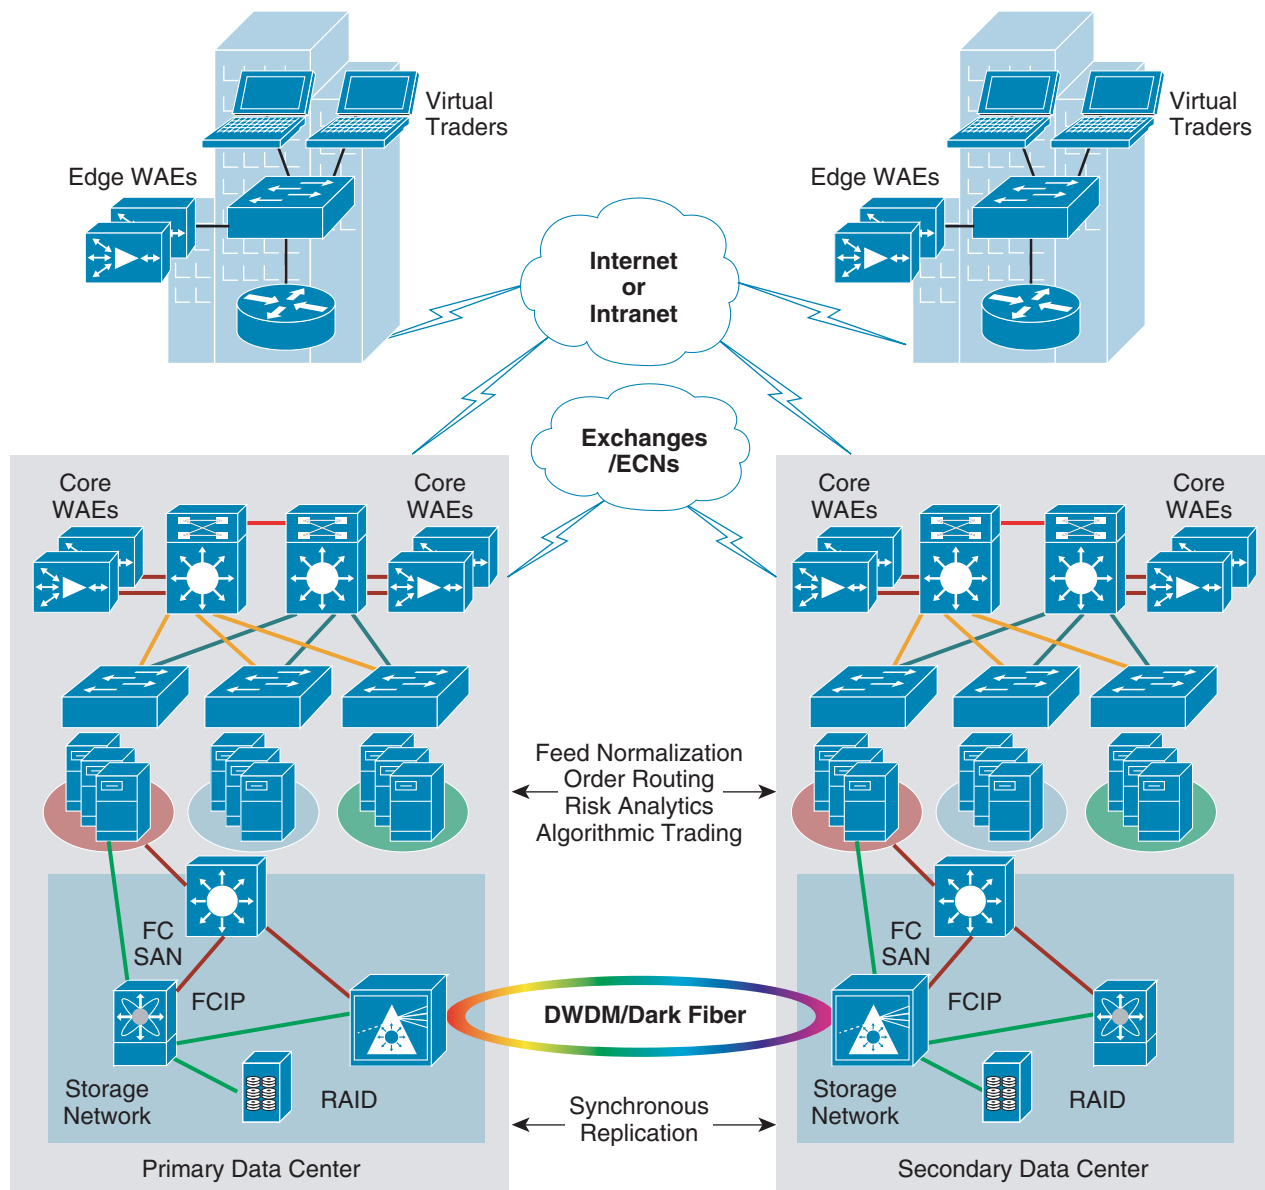 Virtual
Traders
Virtual
Traders
Edge WAEs
Edge WAEs
Internet
or
Intranet
Exchanges
/ECNs
Core
WAEs
Core
WAEs
Core
WAEs
Core
WAEs
Feed Normalization
Order Routing
Risk Analytics
Algorithmic Trading
FC
SAN
FCIP
FC
SAN
FCIP
DWDM/Dark Fiber
Storage
Network
RAID
Storage
Network
RAID
Synchronous
Replication
Primary Data Center
Secondary Data Center